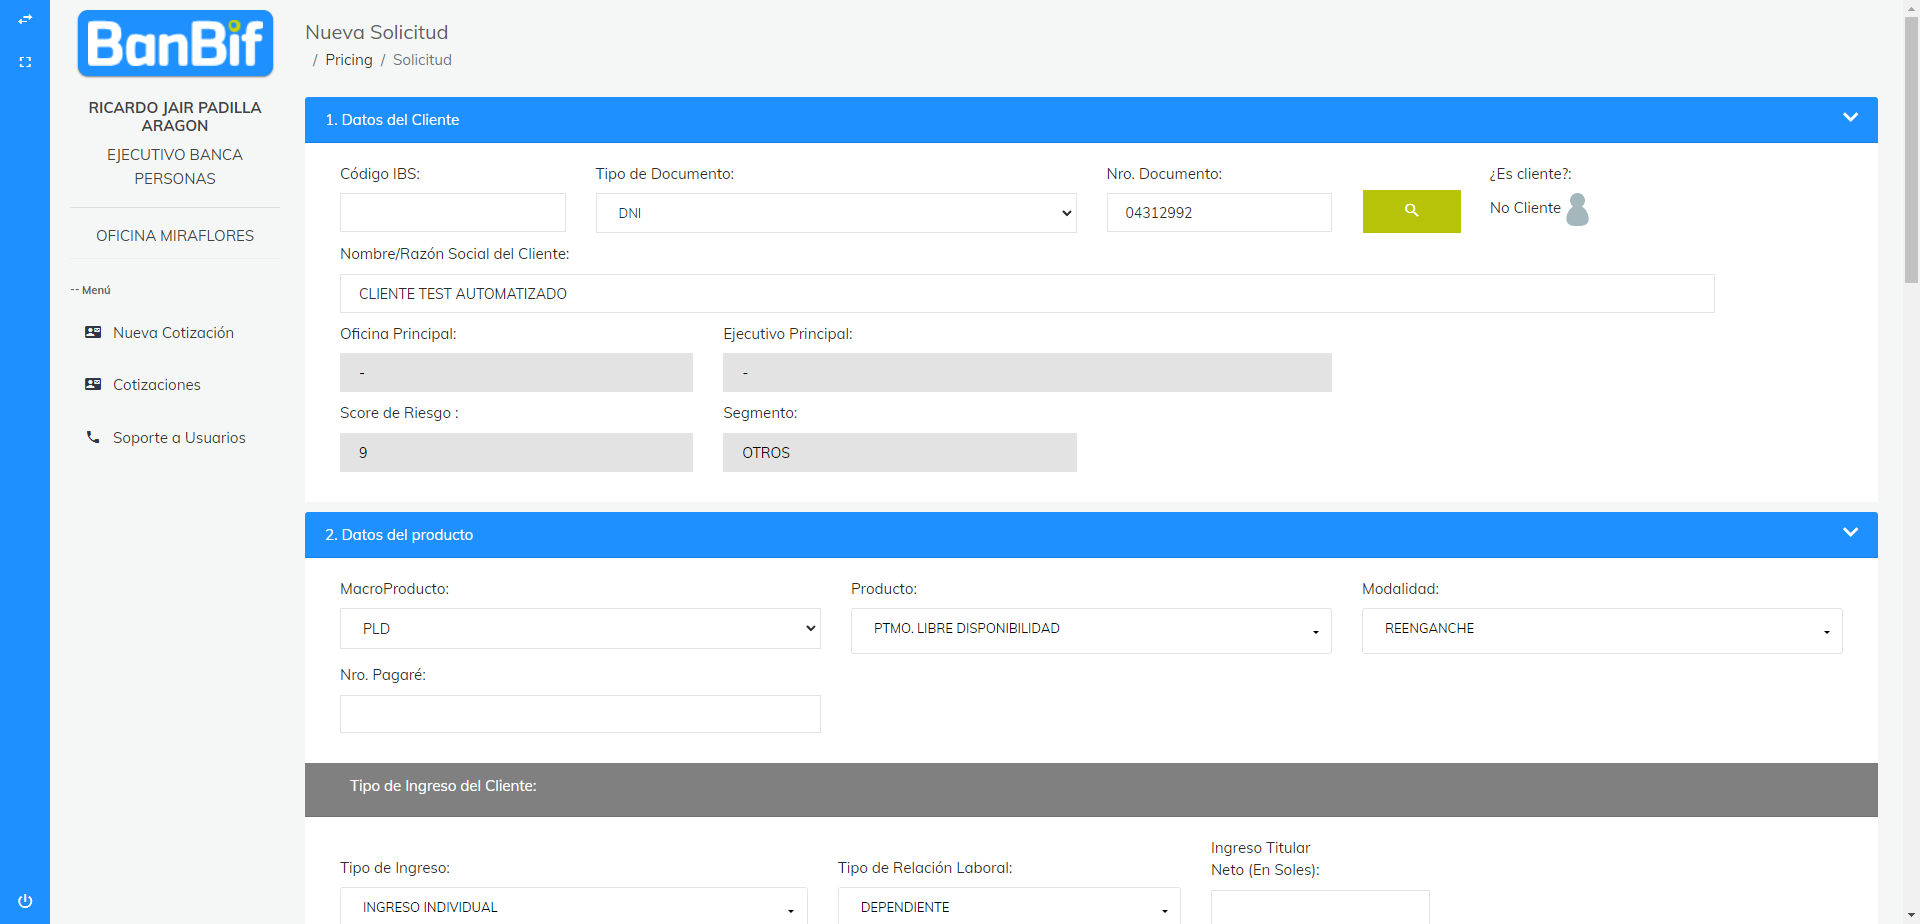 BanBif
RICARDO JAIR PADILLA
ARAGON
EJECUTIVO BANCA
PERSONAS
OFICINA MIRAFLORES
-- Menú
Nueva Cotización
Cotizaciones
Soporte a Usuarios
Nueva Solicitud
/ Pricing / Solicitud
1. Datos del Cliente
Código IBS:
Tipo de Documento:
DNI
Nro. Documento:
04312992
¿Es cliente?:
No Cliente
Nombre/Razón Social del Cliente:
CLIENTE TEST AUTOMATIZADO
Oficina Principal:
-
Ejecutivo Principal:
-
Score de Riesgo :
9
Segmento:
OTROS
2. Datos del producto
MacroProducto:
PLD
Producto:
PTMO. LIBRE DISPONIBILIDAD
Modalidad:
REENGANCHE
Nro. Pagaré:
Tipo de Ingreso del Cliente:
Tipo de Ingreso:
INGRESO INDIVIDUAL
Tipo de Relación Laboral:
DEPENDIENTE
Ingreso Titular
Neto (En Soles):